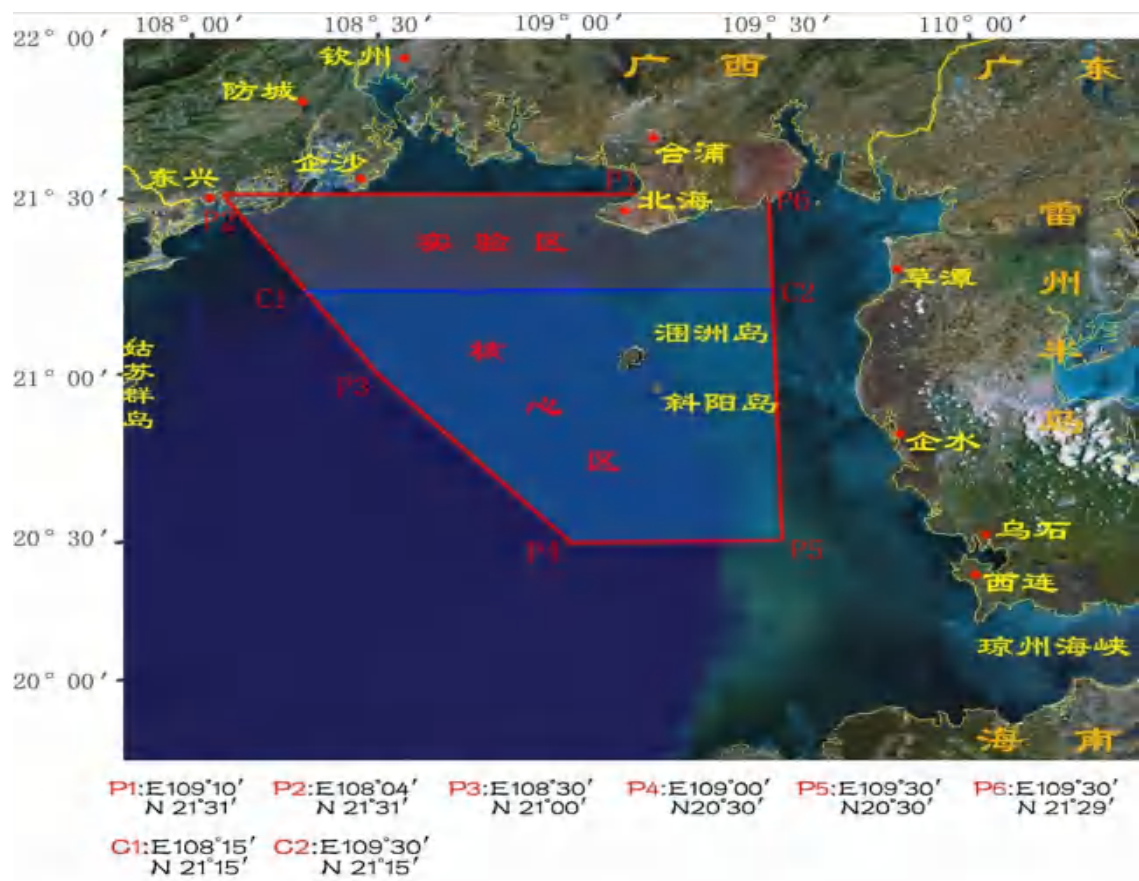 108° 00′ 108° 30′ 109° 00′ 109° 30′ 110° 00′
22° 00′
钦州
广 西
广 东
防城
合浦
企沙
东兴
21° 30′
P1
P2
北海
P6
雷
州
半
岛
实 验 区
草潭
C1
C2
涠洲岛
姑
苏
群
岛
核
心
区
21° 00′
P3
斜阳岛
企水
20° 30′
P4
P5
乌石
西连
琼州海峡
20° 00′
海 南
P1:E109°10′ P2:E108°04′ P3:E108°30′ P4:E109°00′ P5:E109°30′ P6:E109°30′
N 21°31′ N 21°31′ N 21°00′ N20°30′ N20°30′ N 21°29′
C1:E108°15′ C2:E109°30′
N 21°15′ N 21°15′